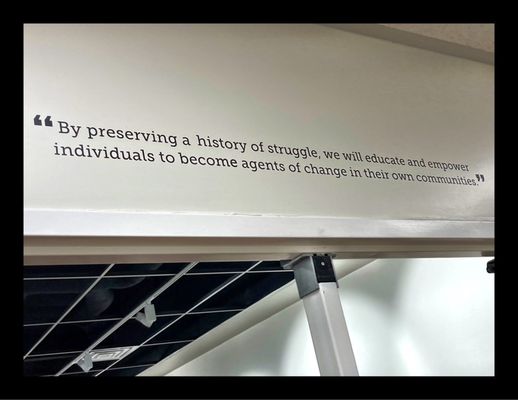 “By preserving a history of struggle, we will educate and empower
individuals to become agents of change in their own communities.”